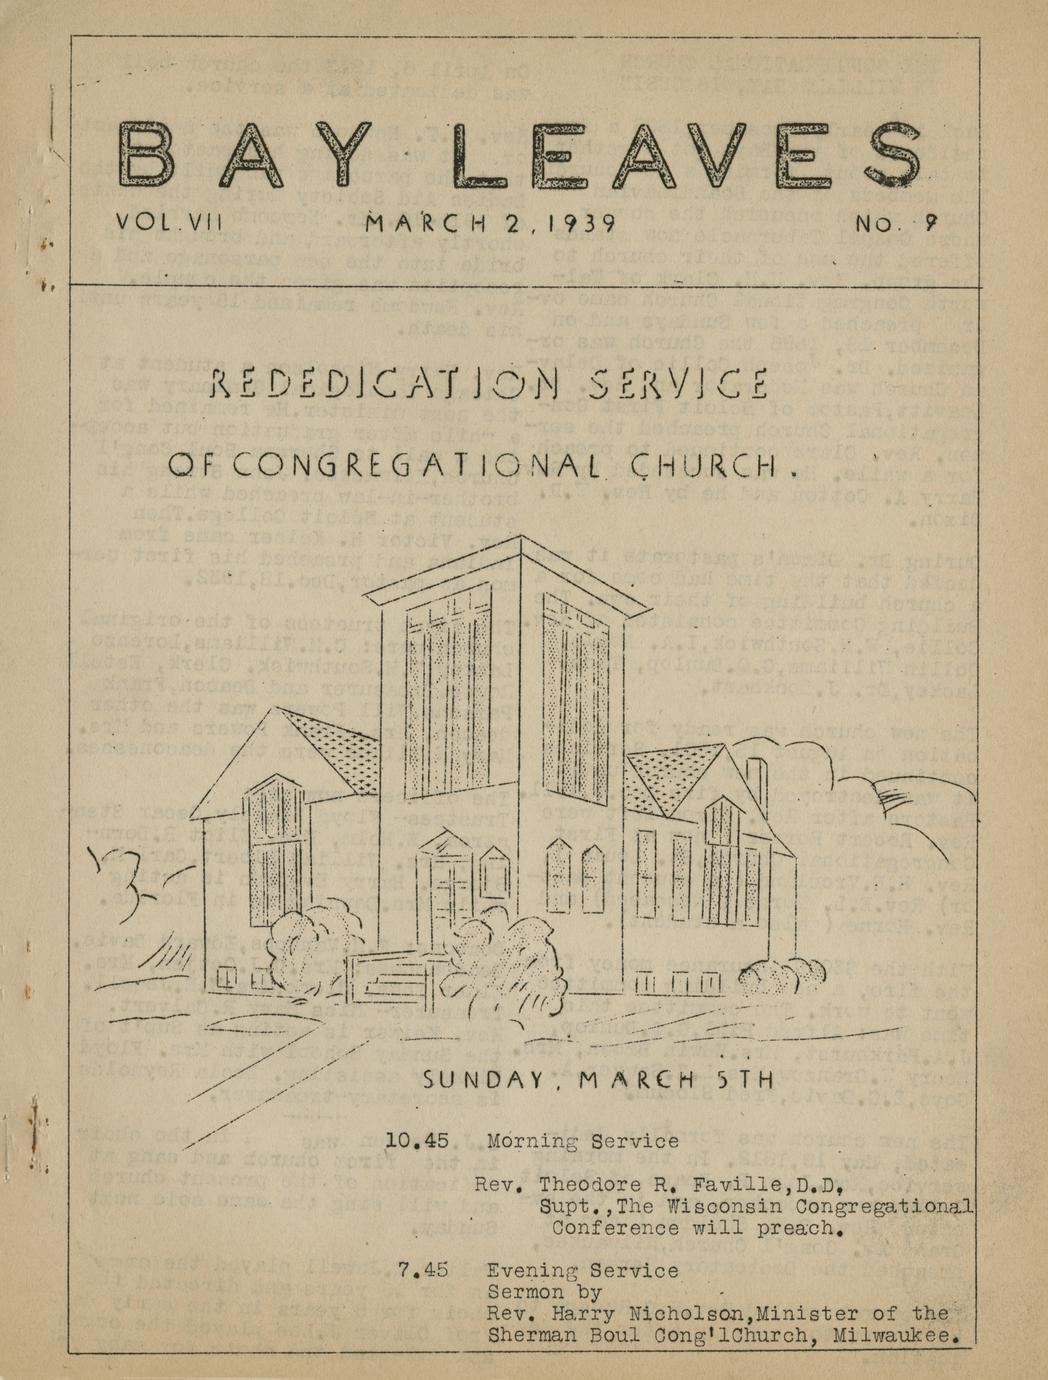 BAY LEAVES
VOL. VII MARCH 2, 1939 No. 9
REDEDICATION SERVICE
OF CONGREGATIONAL CHURCH.
SUNDAY, MARCH 5TH
10.45 Morning Service
Rev. Theodore R. Faville,D.D,
Supt.,The Wisconsin Congregational
Conference will preach.
7.45 Evening Service
Sermon by
Rev. Harry Nicholson,Minister of the
Sherman Boul Cong'lChurch, Milwaukee.